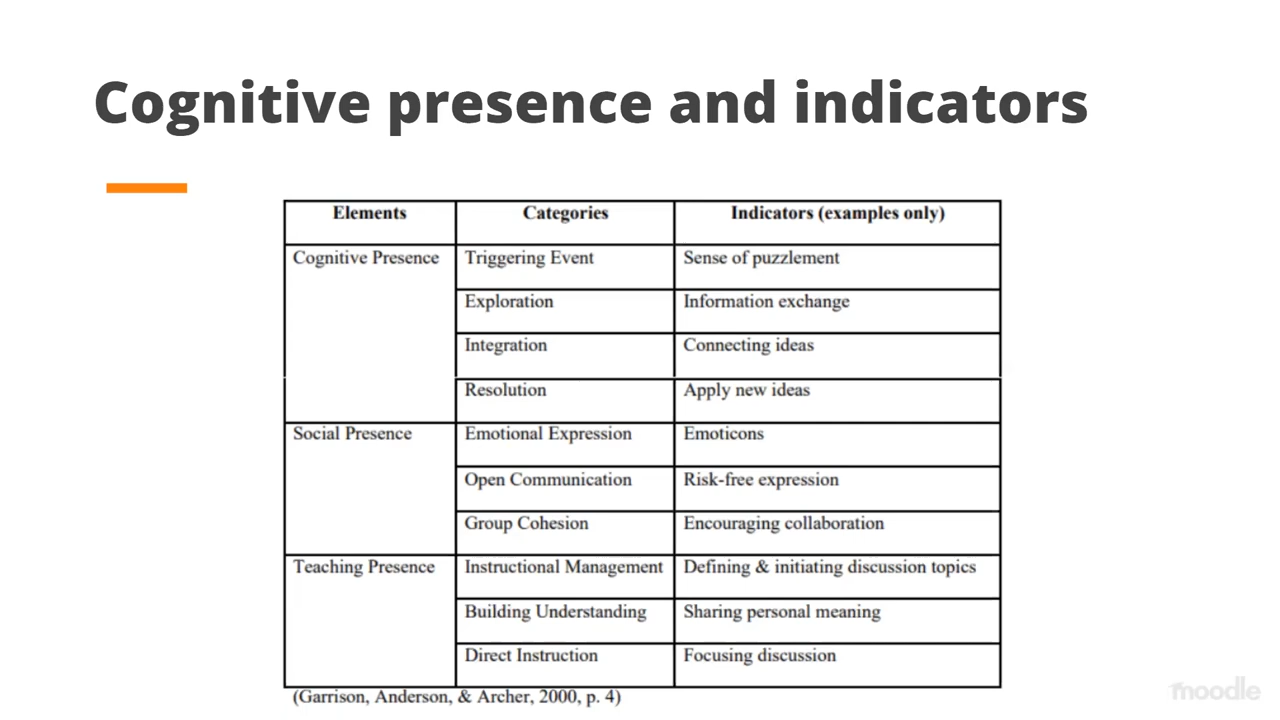 Cognitive presence and indicators
Elements Categories Indicators (examples only)
Cognitive Presence Triggering Event Sense of puzzlement
Exploration Information exchange
Integration Connecting ideas
Resolution Apply new ideas
Social Presence Emotional Expression Emoticons
Open Communication Risk-free expression
Group Cohesion Encouraging collaboration
Teaching Presence Instructional Management Defining & initiating discussion topics
Building Understanding Sharing personal meaning
Direct Instruction Focusing discussion
(Garrison, Anderson, & Archer, 2000, p. 4)
moodle